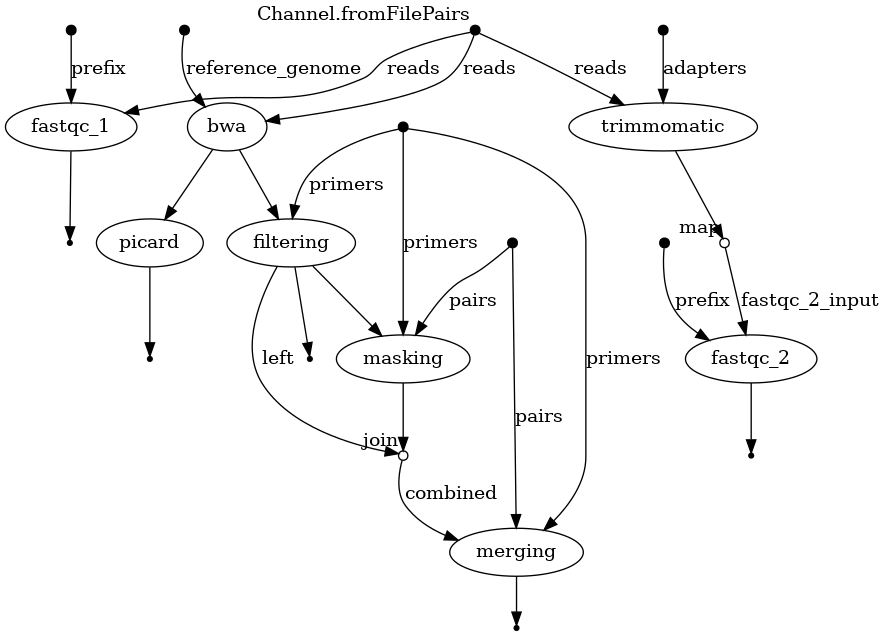 Channel.fromFilePairs
prefix
reference_genome
reads
reads
reads
adapters
fastqc_1
bwa
trimmomatic
primers
picard
filtering
primers
map
pairs
prefix
fastqc_2_input
left
masking
primers
fastqc_2
pairs
join
combined
merging